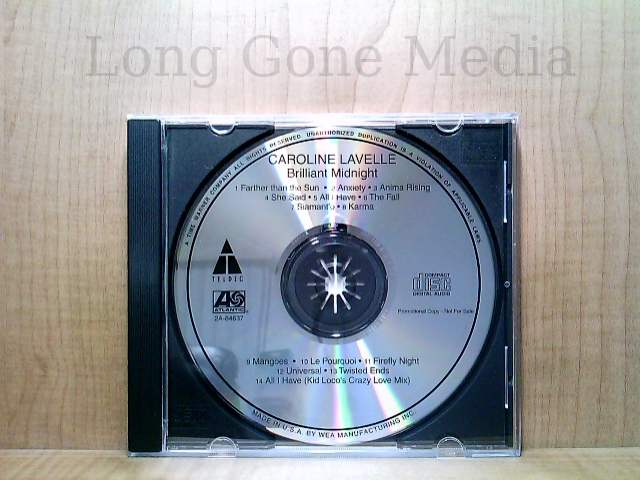 Long Gone Media
A TIME WARNER COMPANY ALL RIGHTS RESERVED. UNAUTHORIZED DUPLICATION IS A VIOLATION OF APPLICABLE LAWS
CAROLINE LAVELLE
Brilliant Midnight
1 Farther than the Sun • 2 Anxiety • 3 Anima Rising
4 She Said • 5 All I Have • 6 The Fall
7 Siamant'o • 8 Karma
TELDEC
COMPACT
disc
DIGITAL AUDIO
ATLANTIC
2A-84637
Promotional Copy - Not For Sale
9 Mangoes • 10 Le Pourquoi • 11 Firefly Night
12 Universal • 13 Twisted Ends
14 All I Have (Kid Loco's Crazy Love Mix)
MADE IN U.S.A. BY WEA MANUFACTURING INC.